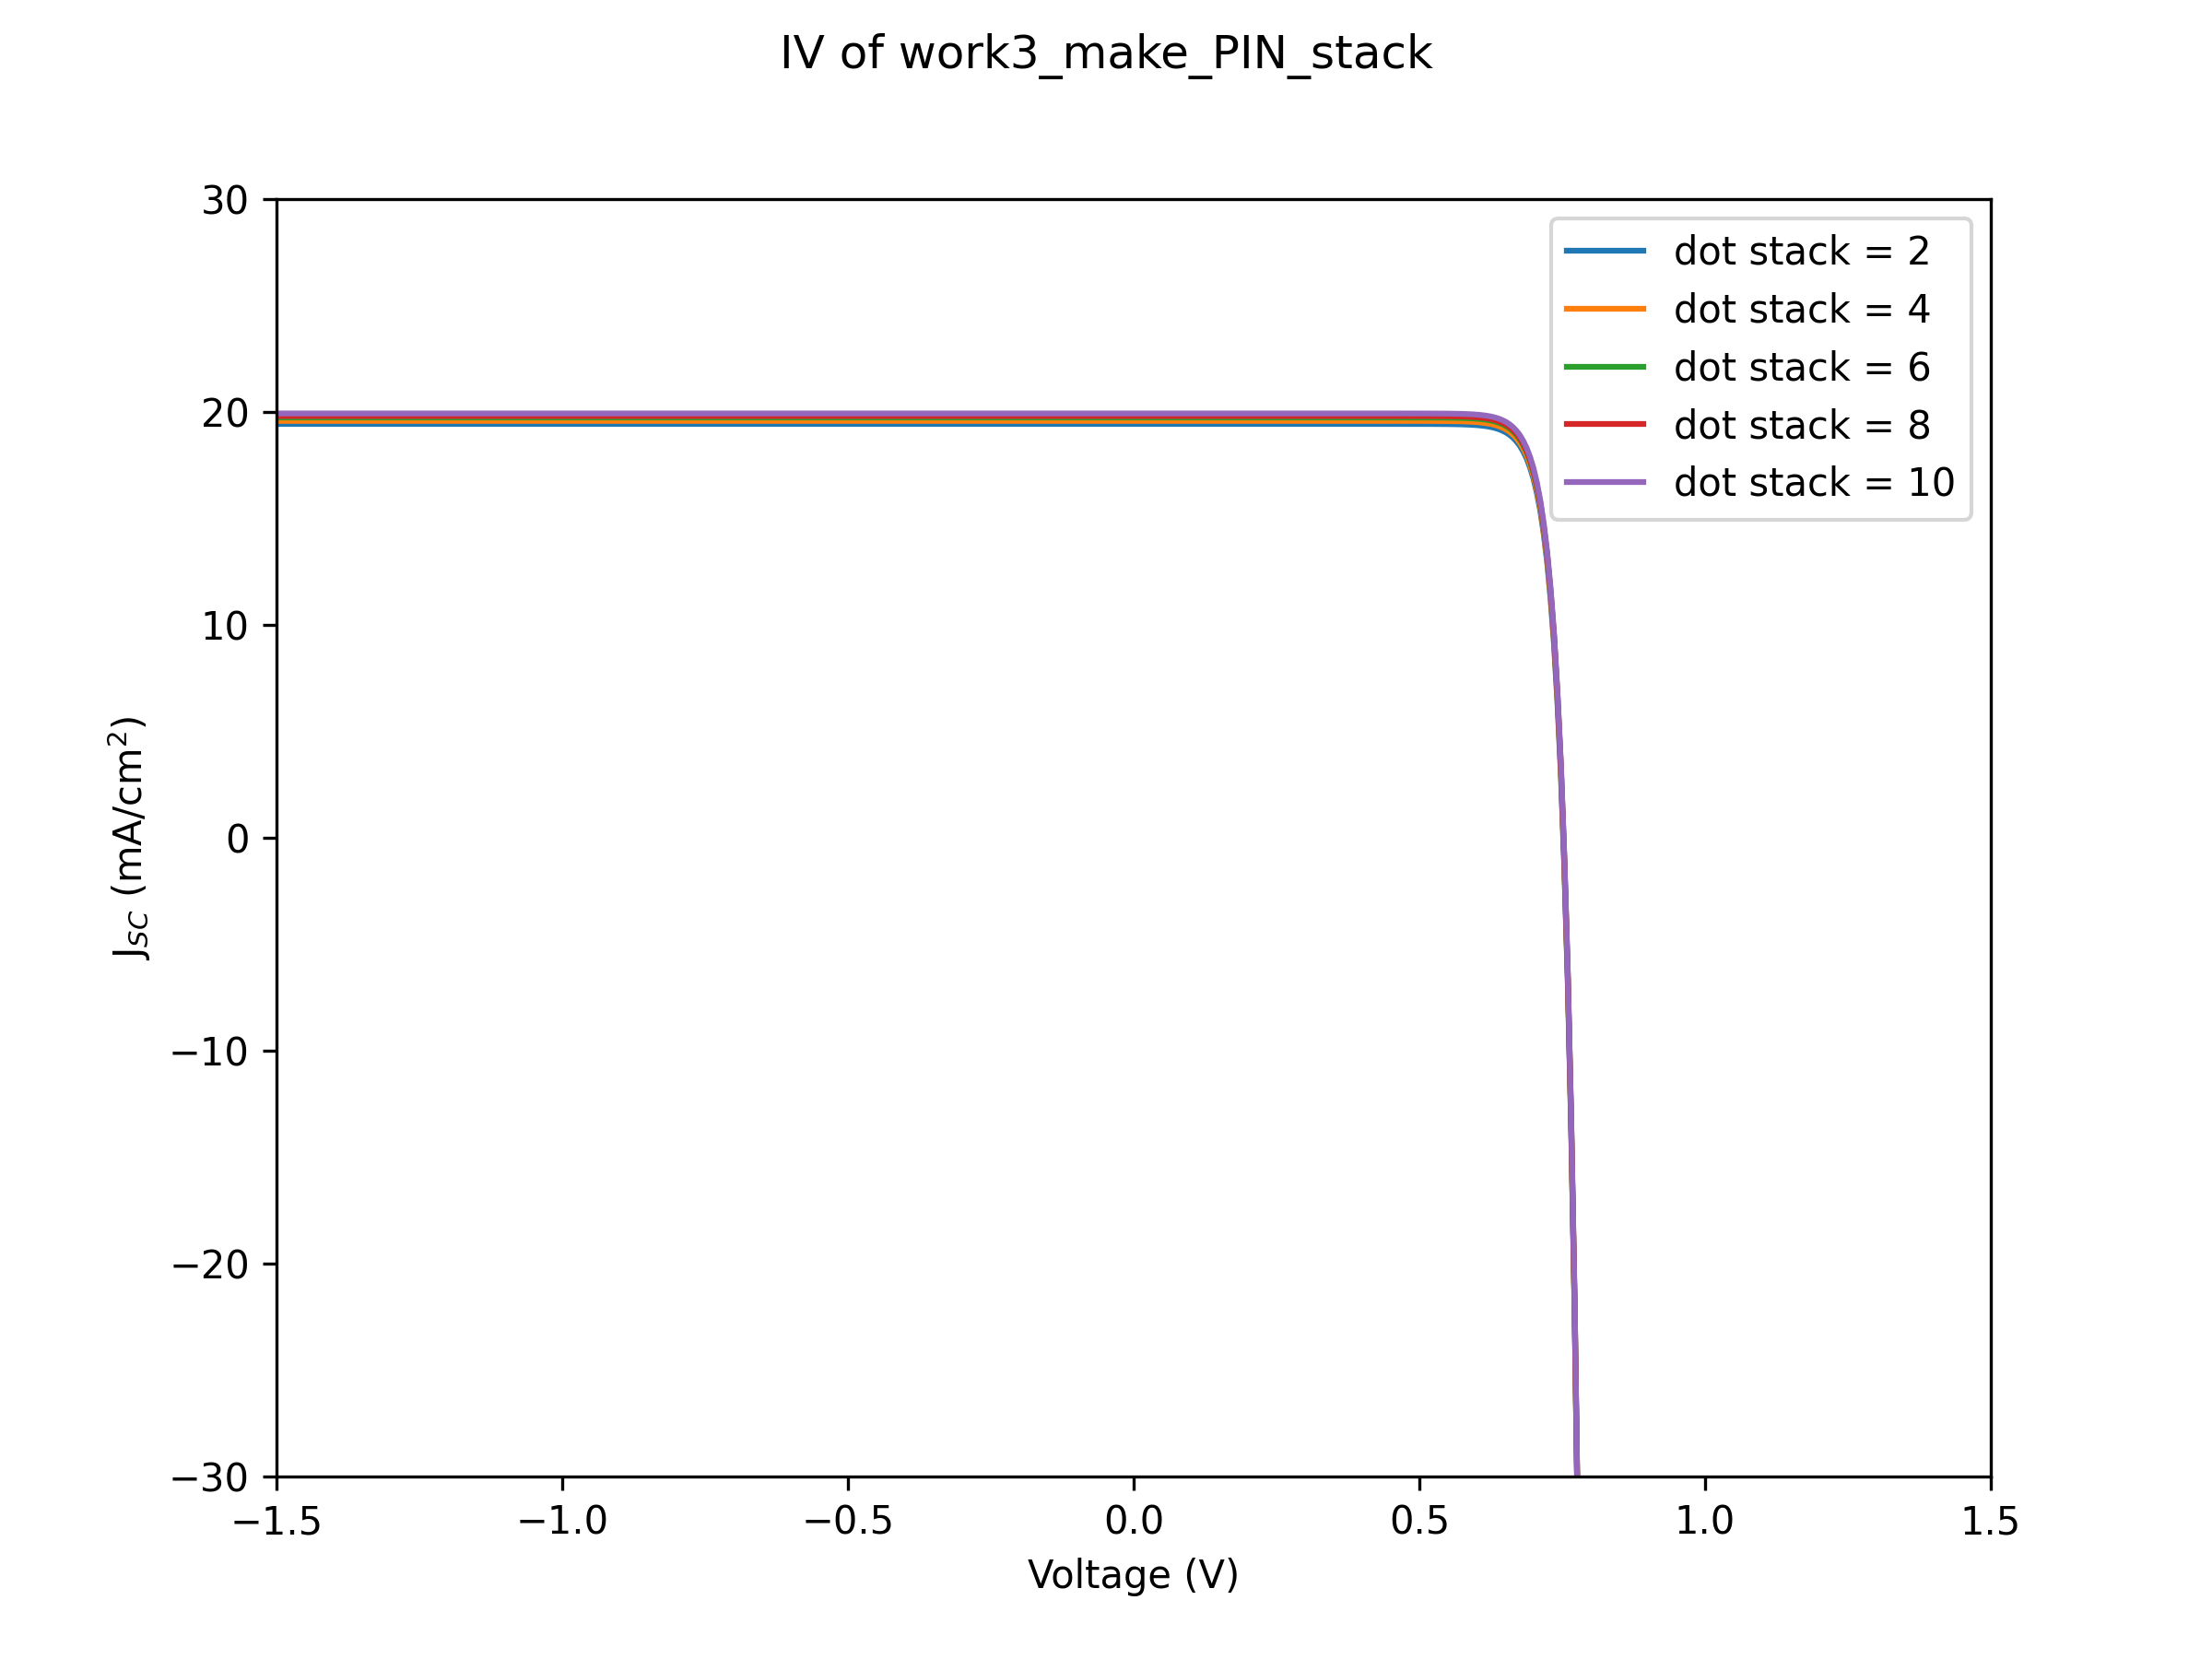 IV of work3_make_PIN_stack
30
20
10
0
−10
−20
−30
J_SC (mA/cm²)
dot stack = 2
dot stack = 4
dot stack = 6
dot stack = 8
dot stack = 10
−1.5 −1.0 −0.5 0.0 0.5 1.0 1.5
Voltage (V)